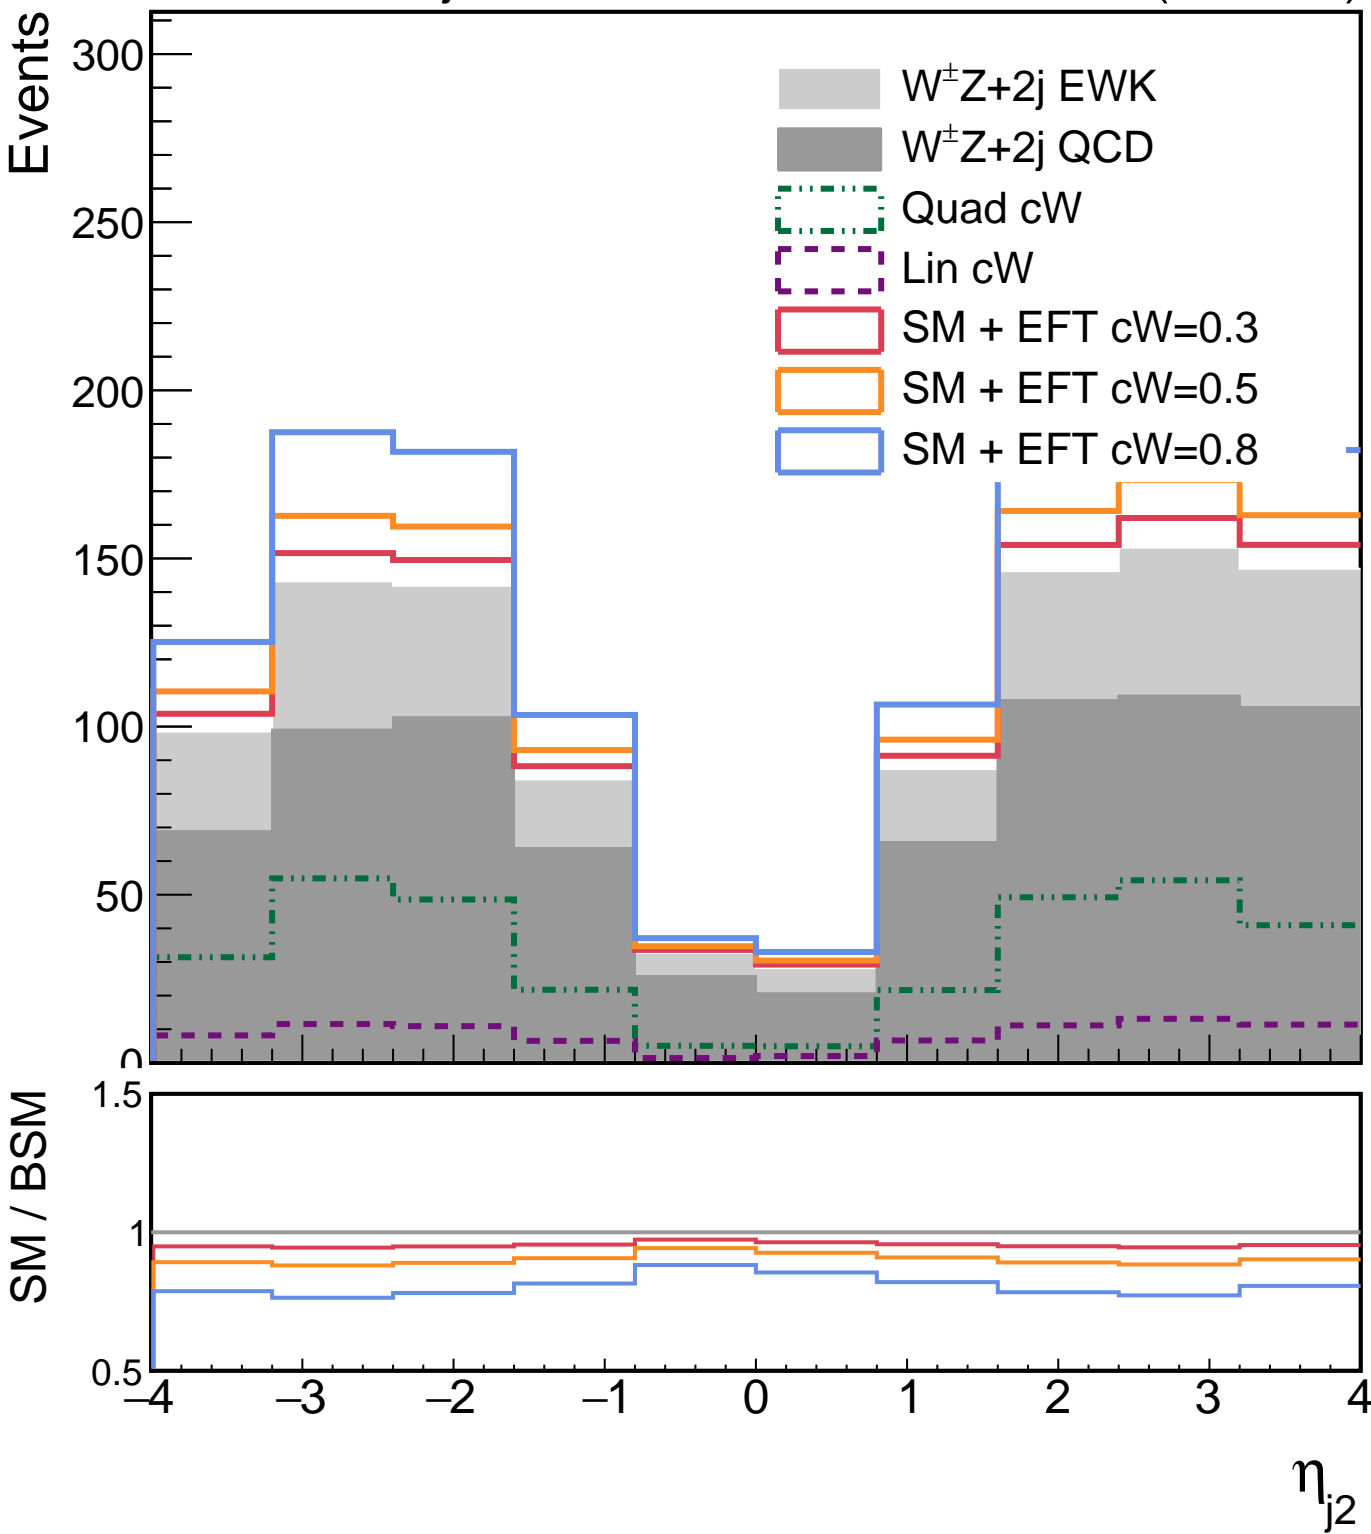 Events
300
250
200
150
100
50
0
W±Z+2j EWK
W±Z+2j QCD
Quad cW
Lin cW
SM + EFT cW=0.3
SM + EFT cW=0.5
SM + EFT cW=0.8
SM / BSM
1.5
1
0.5
−4 −3 −2 −1 0 1 2 3 4
ηj2